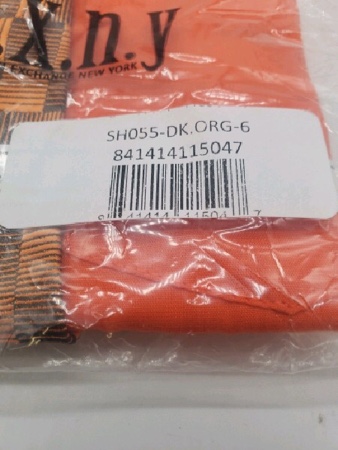 .x.n.y
EXCHANGE NEW YORK
SH055-DK.ORG-6
841414115047